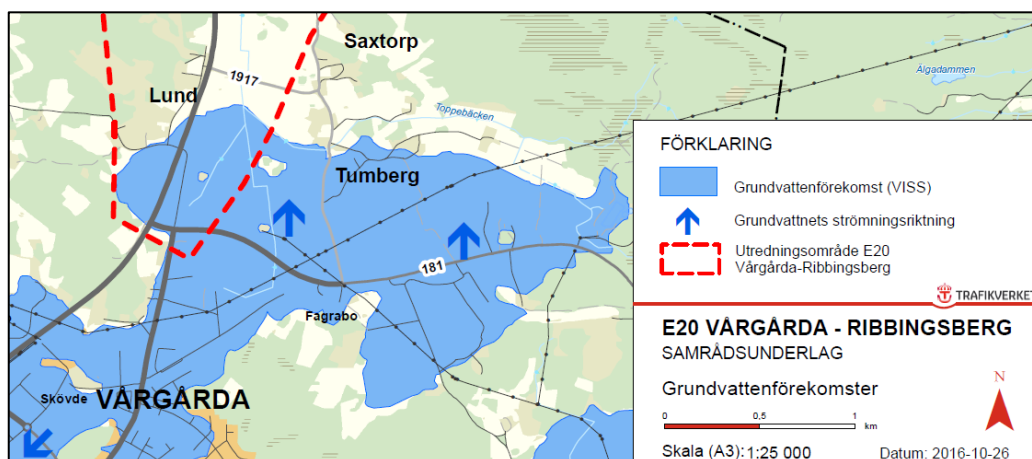 Saxtorp
1917
Lund
Toppebäcken
Älgadammen
Tumberg
181
Fagrabo
Skövde
VÅRGÅRDA
FÖRKLARING
Grundvattenförekomst (VISS)
Grundvattnets strömningsriktning
Utredningsområde E20
Vårgårda-Ribbingsberg
TRAFIKVERKET
E20 VÅRGÅRDA - RIBBINGSBERG
SAMRÅDSUNDERLAG
Grundvattenförekomster
N
0 0,5 1
km
Skala (A3):1:25 000 Datum: 2016-10-26